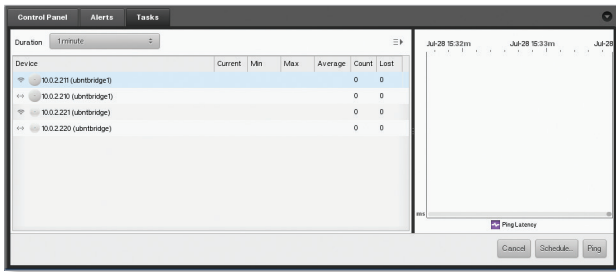 Control Panel Alerts Tasks
Duration 1 minute
Device Current Min Max Average Count Lost
10.0.2.211 (ubntbridge1) 0 0
10.0.2.210 (ubntbridge1) 0 0
10.0.2.221 (ubntbridge) 0 0
10.0.2.220 (ubntbridge) 0 0
Jul-28 15:32m Jul-28 15:33m Jul-28
ms
Ping Latency
Cancel Schedule... Ping